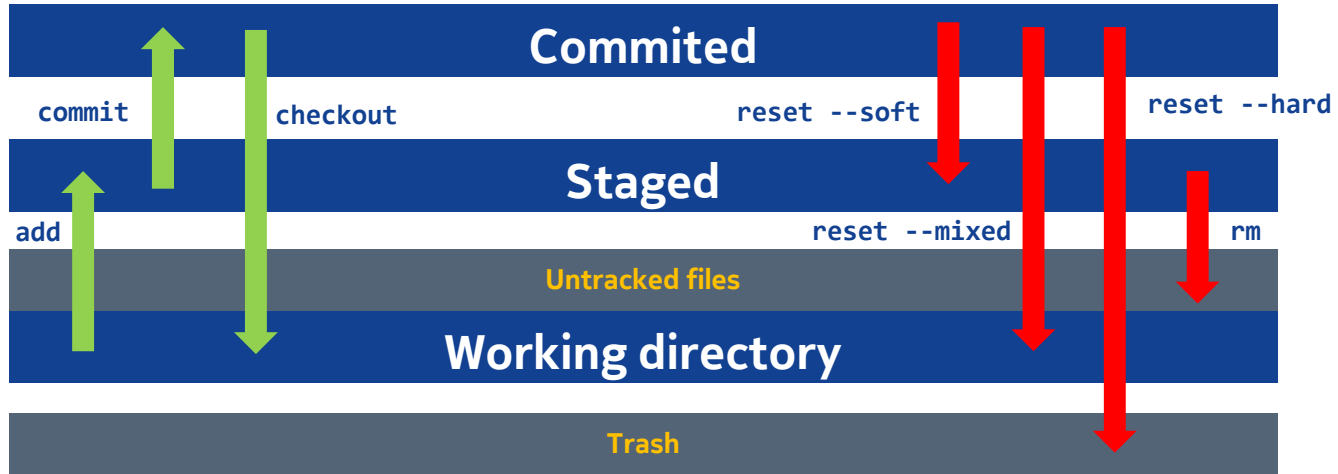 Commited
commit
checkout
reset --soft
reset --hard
Staged
add
reset --mixed
rm
Untracked files
Working directory
Trash